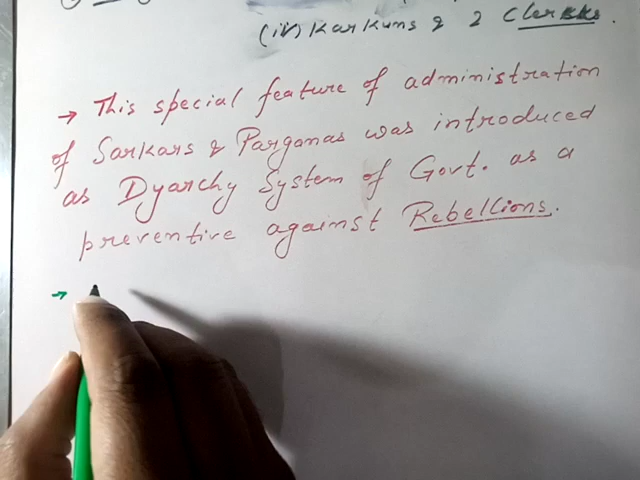 (iv) Karkuns & 2 Clerks.
→ This special feature of administration
of Sarkars & Parganas was introduced
as Dyarchy System of Govt. as a
preventive against Rebellions.
→